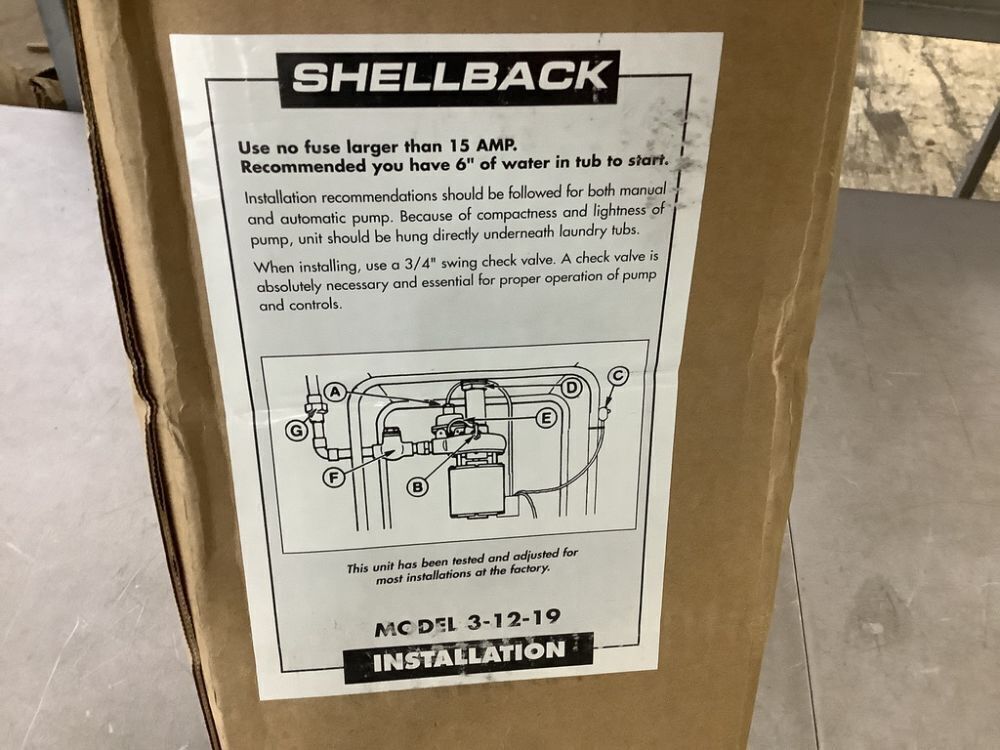 SHELLBACK
Use no fuse larger than 15 AMP.
Recommended you have 6" of water in tub to start.
Installation recommendations should be followed for both manual
and automatic pump. Because of compactness and lightness of
pump, unit should be hung directly underneath laundry tubs.
When installing, use a 3/4" swing check valve. A check valve is
absolutely necessary and essential for proper operation of pump
and controls.
A
D
C
G
E
F
B
This unit has been tested and adjusted for
most installations at the factory.
MODEL 3-12-19
INSTALLATION